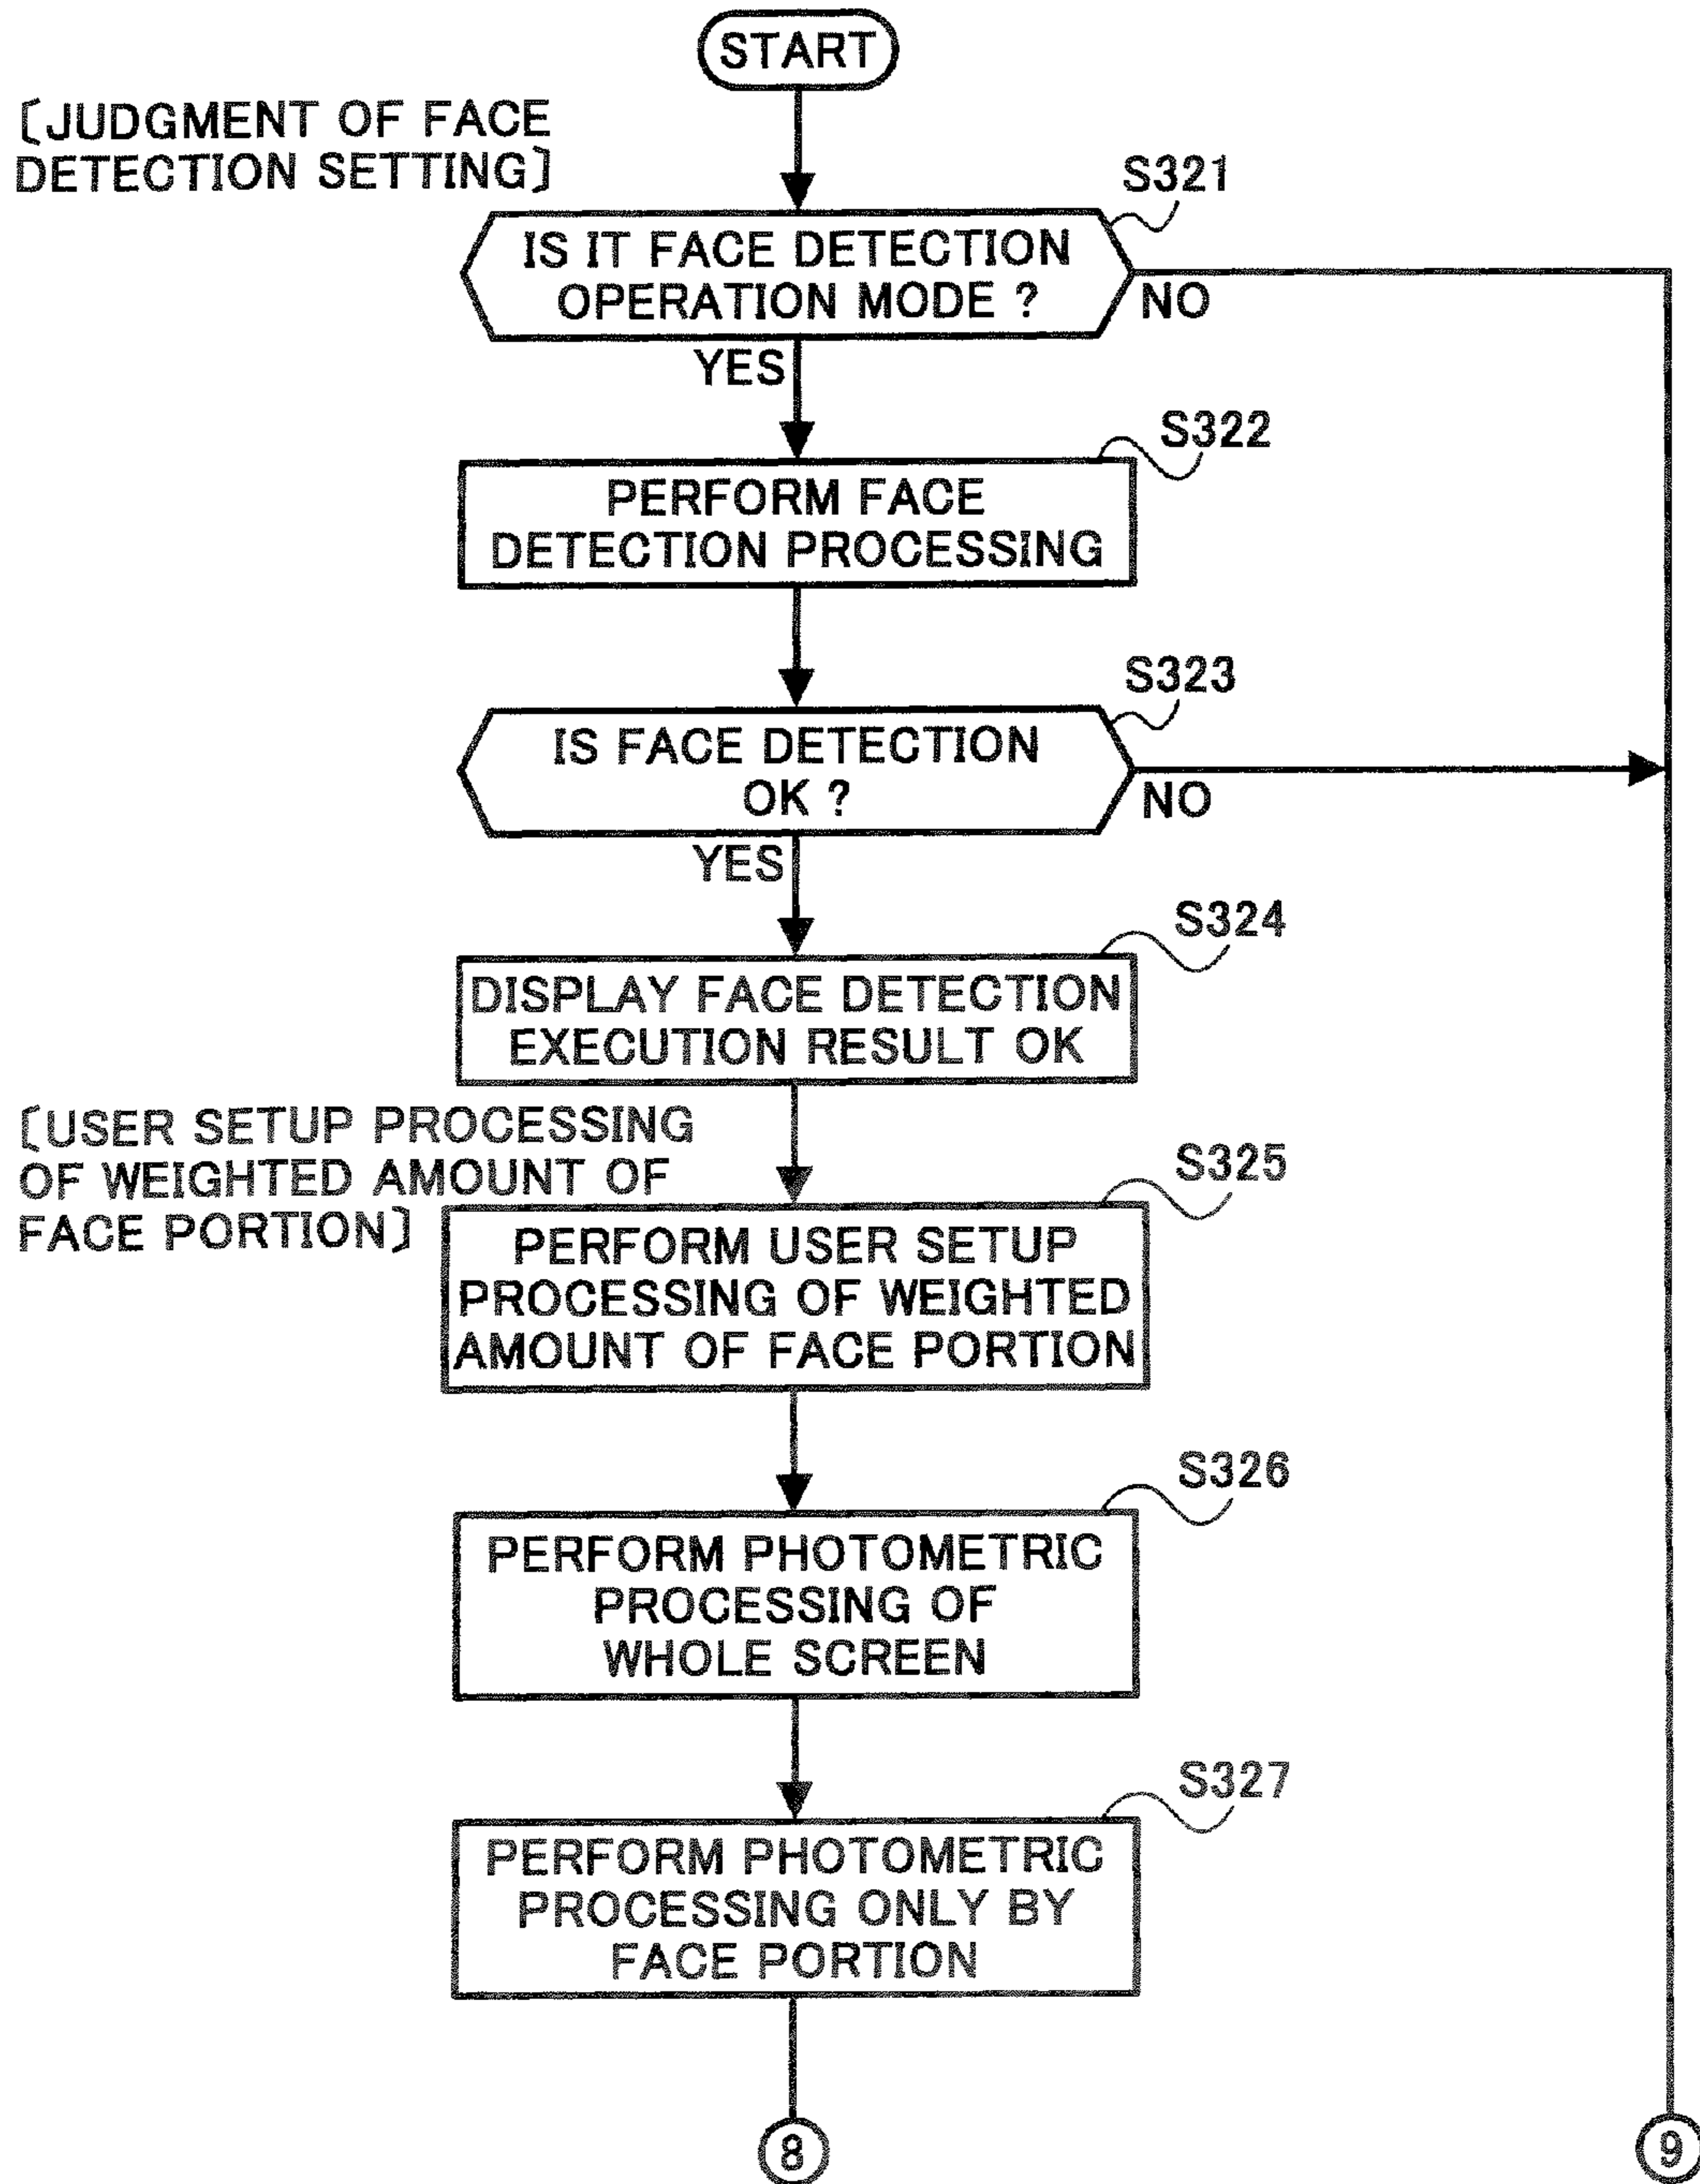 START
[JUDGMENT OF FACE
DETECTION SETTING]
S321
IS IT FACE DETECTION
OPERATION MODE ?
NO
YES
S322
PERFORM FACE
DETECTION PROCESSING
S323
IS FACE DETECTION
OK ?
NO
YES
S324
DISPLAY FACE DETECTION
EXECUTION RESULT OK
[USER SETUP PROCESSING
OF WEIGHTED AMOUNT OF
FACE PORTION]
S325
PERFORM USER SETUP
PROCESSING OF WEIGHTED
AMOUNT OF FACE PORTION
S326
PERFORM PHOTOMETRIC
PROCESSING OF
WHOLE SCREEN
S327
PERFORM PHOTOMETRIC
PROCESSING ONLY BY
FACE PORTION
8
9